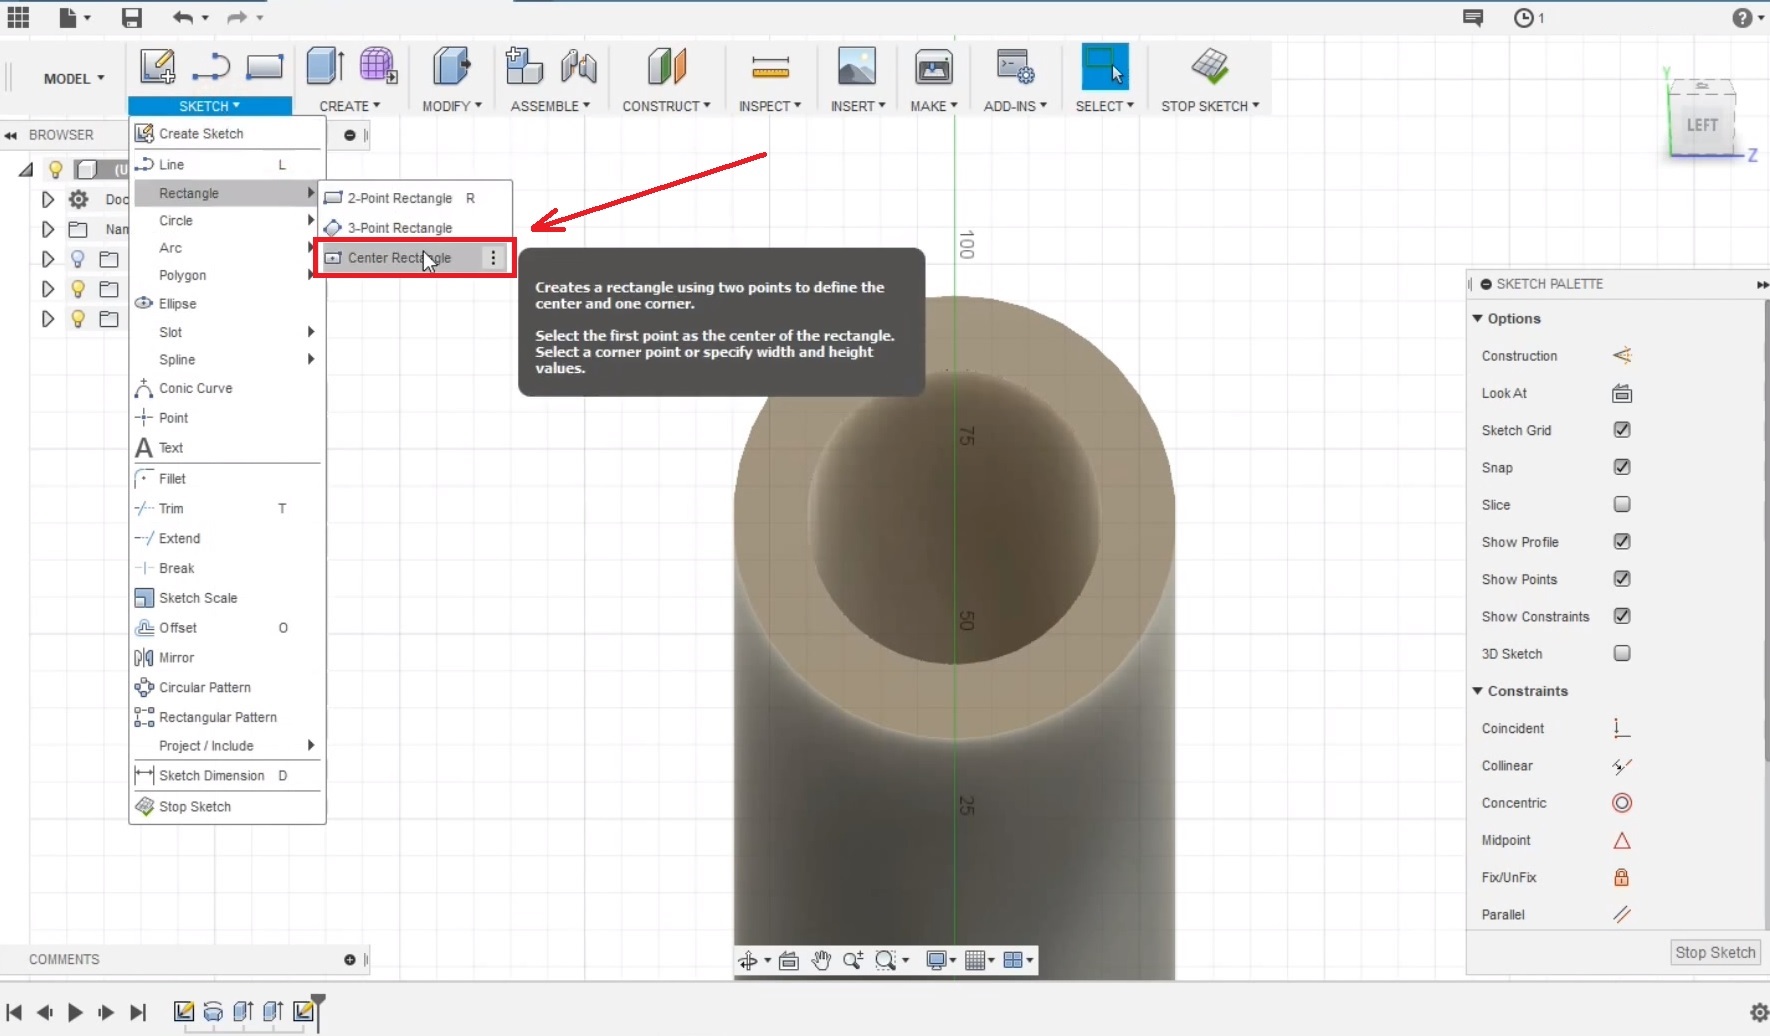 1
MODEL
SKETCH
CREATE
MODIFY
ASSEMBLE
CONSTRUCT
INSPECT
INSERT
MAKE
ADD-INS
SELECT
STOP SKETCH
BROWSER
(U
Doc
Nan
Create Sketch
Line L
Rectangle
Circle
Arc
Polygon
Ellipse
Slot
Spline
Conic Curve
Point
Text
Fillet
Trim T
Extend
Break
Sketch Scale
Offset O
Mirror
Circular Pattern
Rectangular Pattern
Project / Include
Sketch Dimension D
Stop Sketch
2-Point Rectangle R
3-Point Rectangle
Center Rectangle
Creates a rectangle using two points to define the
center and one corner.
Select the first point as the center of the rectangle.
Select a corner point or specify width and height
values.
100
75
50
25
Y
LEFT
Z
SKETCH PALETTE
Options
Construction
Look At
Sketch Grid
Snap
Slice
Show Profile
Show Points
Show Constraints
3D Sketch
Constraints
Coincident
Collinear
Concentric
Midpoint
Fix/UnFix
Parallel
Stop Sketch
COMMENTS